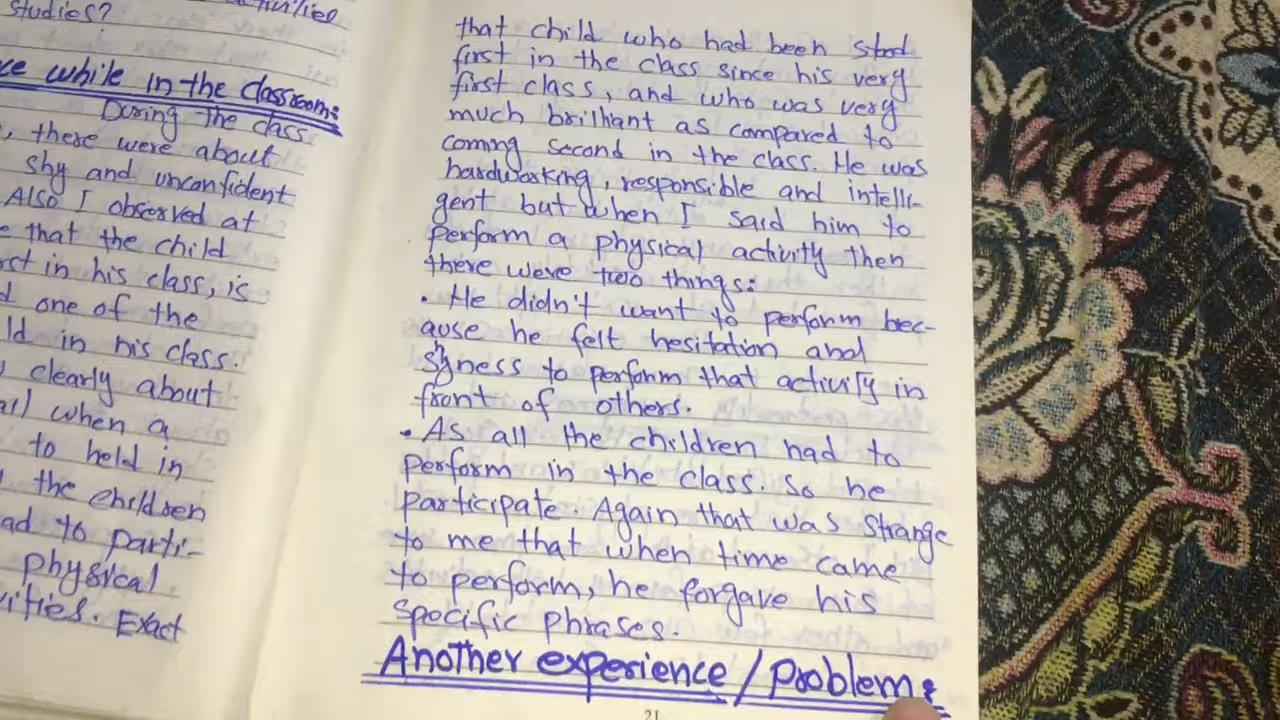 studies?
ce while in the classroom:
During the class
, there were about
shy and unconfident
Also I observed at
e that the child
rst in his class, is
d one of the
ld in his class.
clearly about
when a
to held in
the children
ad to parti-
physical
vities. Exact
that child who had been stood
first in the class since his very
first class, and who was very
much brilliant as compared to
coming second in the class. He was
hardworking, responsible and intelli-
gent but when I said him to
perform a physical activity then
there were two things:
• He didn't want to perform bec-
ause he felt hesitation and
shyness to perform that activity in
front of others.
• As all the children had to
perform in the class. So he
participate. Again that was strange
to me that when time came
to perform, he forgave his
specific phrases.
Another experience / Problem:
21